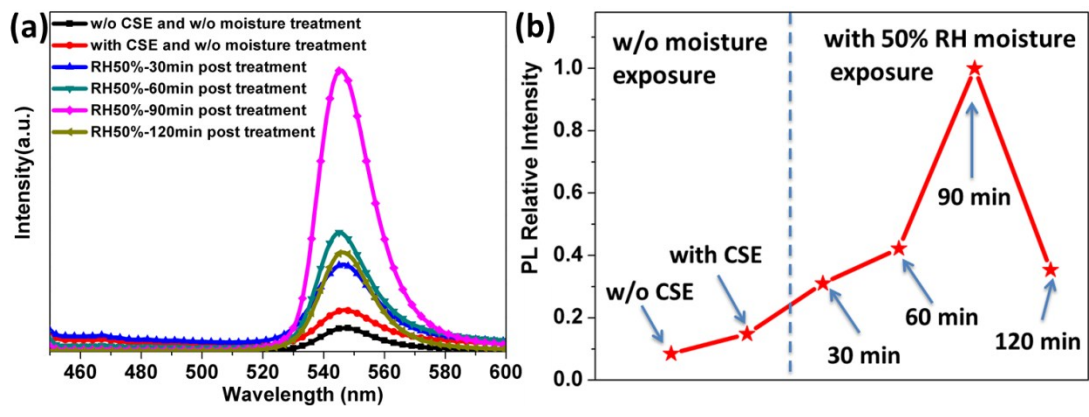 (a)
w/o CSE and w/o moisture treatment
with CSE and w/o moisture treatment
RH50%-30min post treatment
RH50%-60min post treatment
RH50%-90min post treatment
RH50%-120min post treatment
Intensity(a.u.)
460 480 500 520 540 560 580 600
Wavelength (nm)
(b)
w/o moisture
exposure
with 50% RH moisture
exposure
PL Relative Intensity
1.0
0.8
0.6
0.4
0.2
0.0
w/o CSE
with CSE
30 min
60 min
90 min
120 min